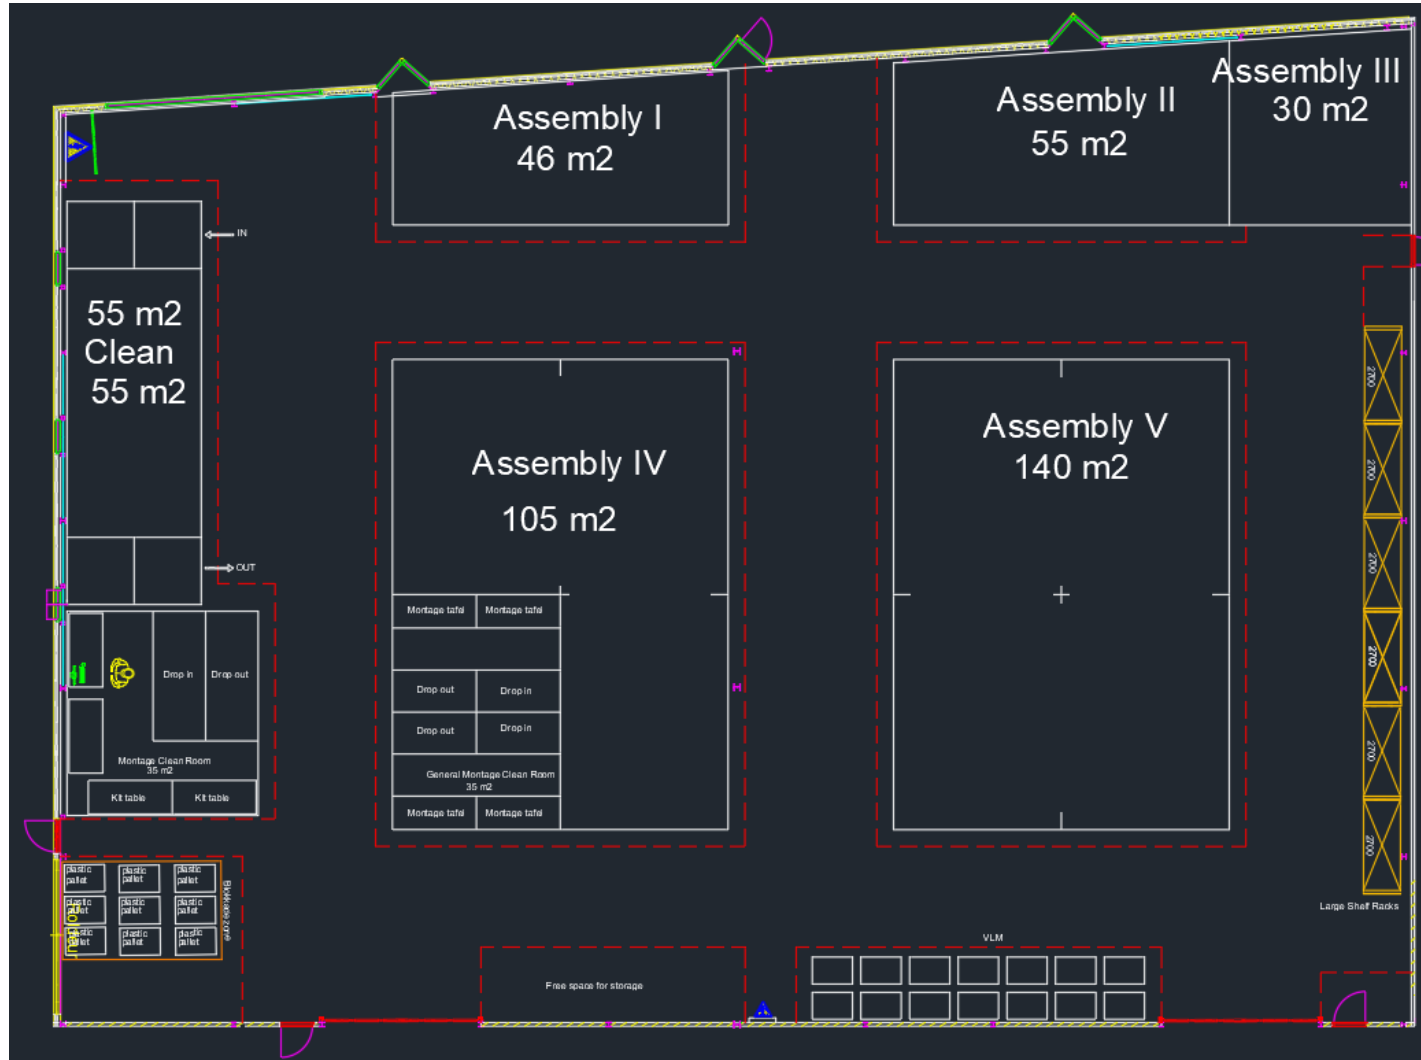 Assembly I
46 m2
Assembly II
55 m2
Assembly III
30 m2
IN
55 m2
Clean
55 m2
OUT
Assembly IV
105 m2
Assembly V
140 m2
2700
2700
2700
2700
2700
2700
Large Shelf Racks
Montage tafel
Montage tafel
Drop out
Drop in
Drop out
Drop in
General Montage Clean Room
35 m2
Montage tafel
Montage tafel
Drop in
Drop out
Montage Clean Room
35 m2
Kit table
Kit table
plastic
pallet
plastic
pallet
plastic
pallet
plastic
pallet
plastic
pallet
plastic
pallet
plastic
pallet
plastic
pallet
plastic
pallet
Blokkade zone
Roldeur
Free space for storage
VLM